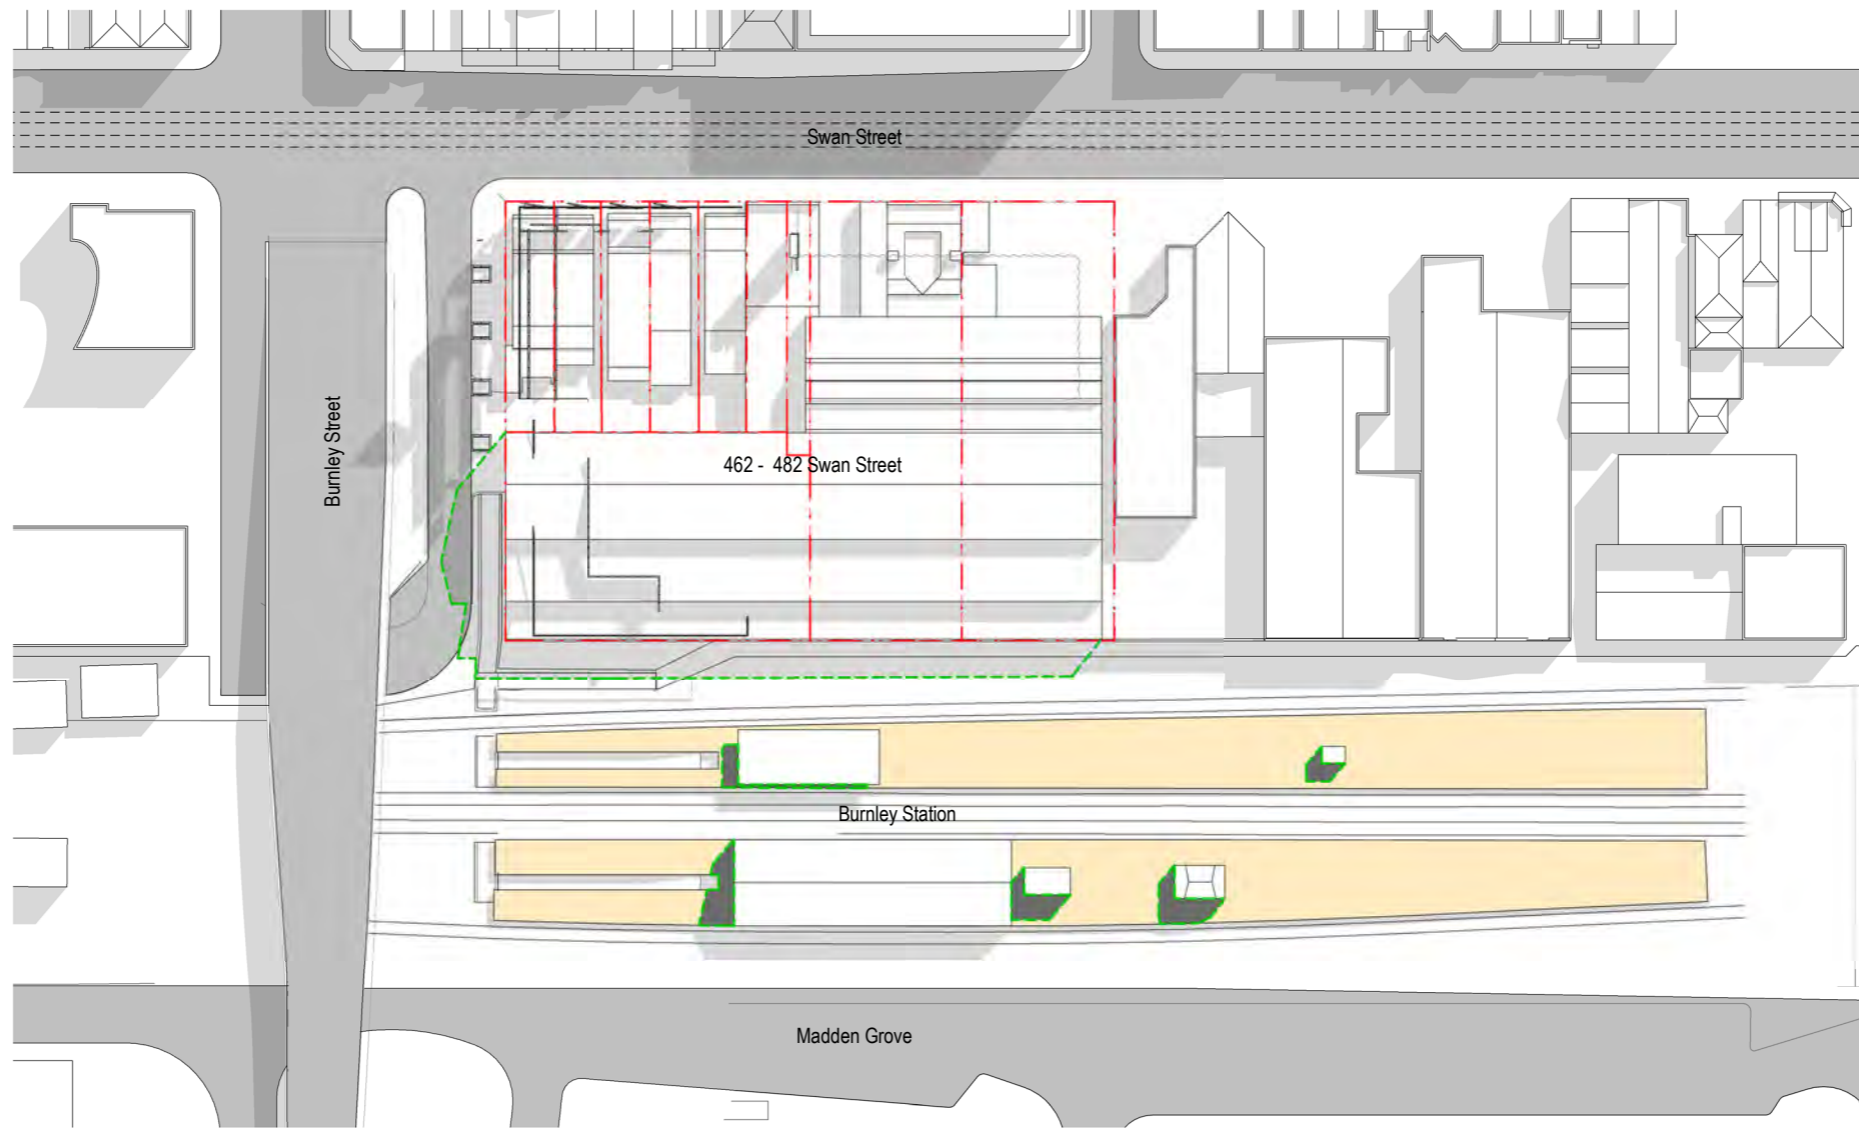 Swan Street
Burnley Street
462 - 482 Swan Street
Burnley Station
Madden Grove